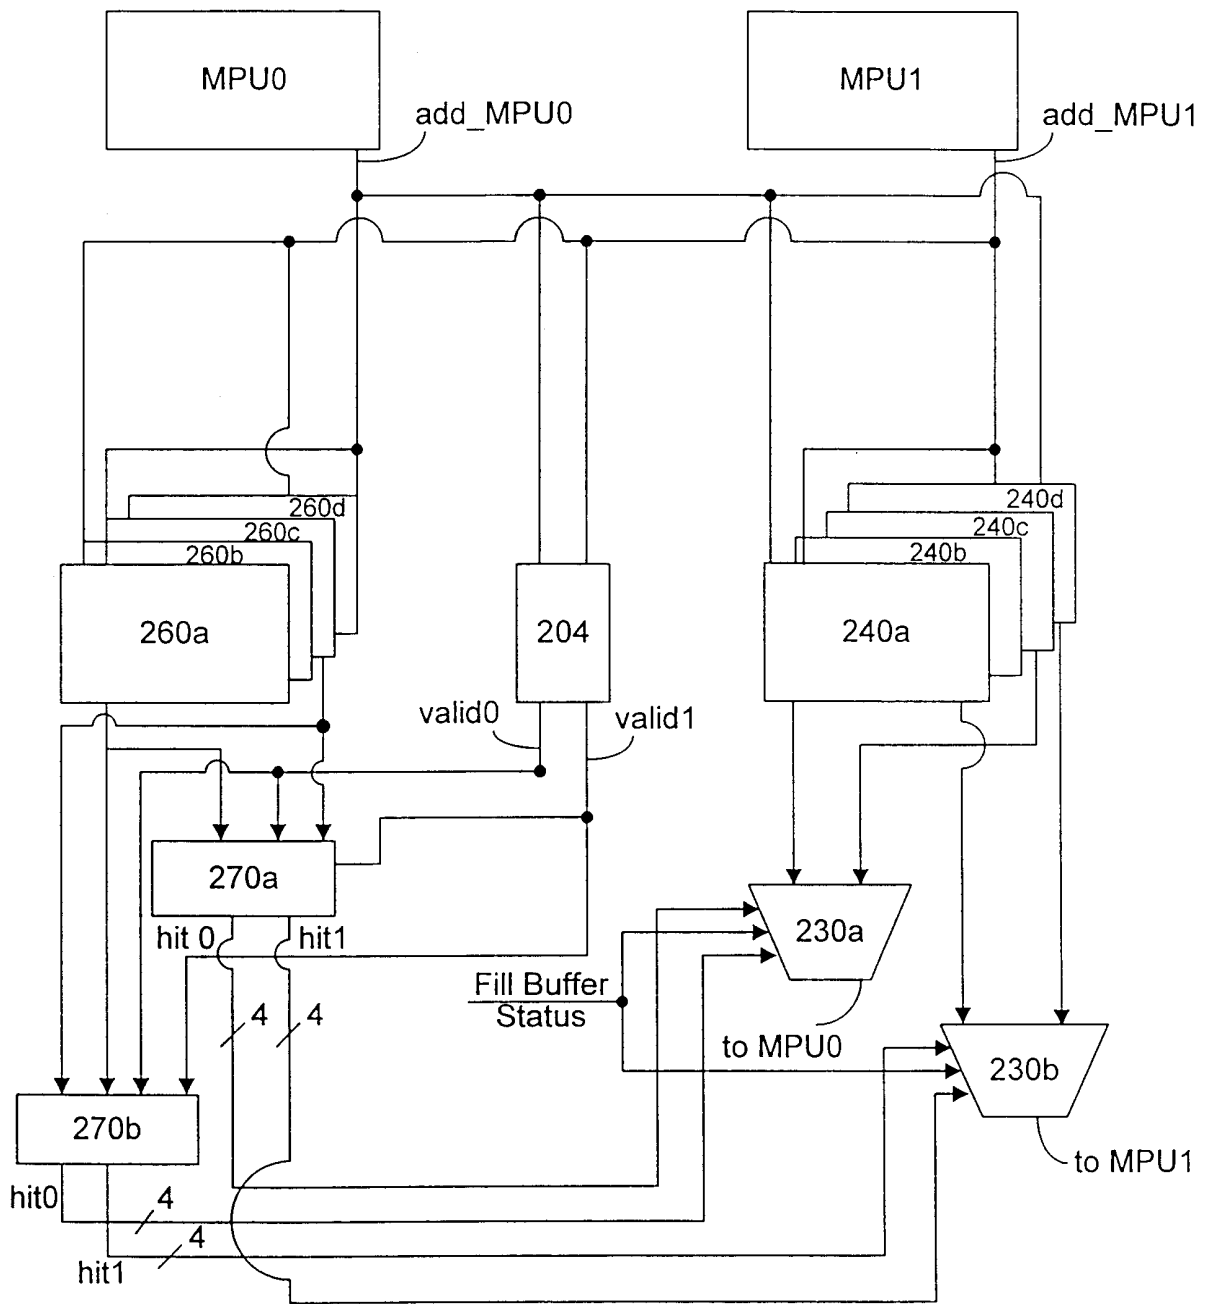 MPU0
MPU1
add_MPU0
add_MPU1
260d
260c
260b
260a
204
240d
240c
240b
240a
valid0
valid1
270a
hit 0
hit1
230a
Fill Buffer
Status
4
4
to MPU0
230b
270b
to MPU1
hit0
4
4
hit1